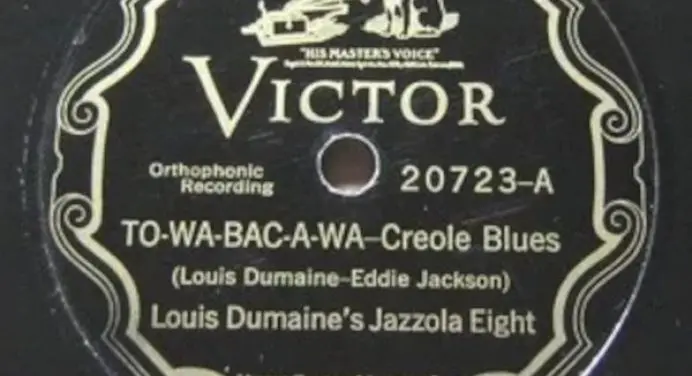 "HIS MASTER'S VOICE"
VICTOR
Orthophonic
Recording
20723-A
TO-WA-BAC-A-WA-Creole Blues
(Louis Dumaine-Eddie Jackson)
Louis Dumaine's Jazzola Eight